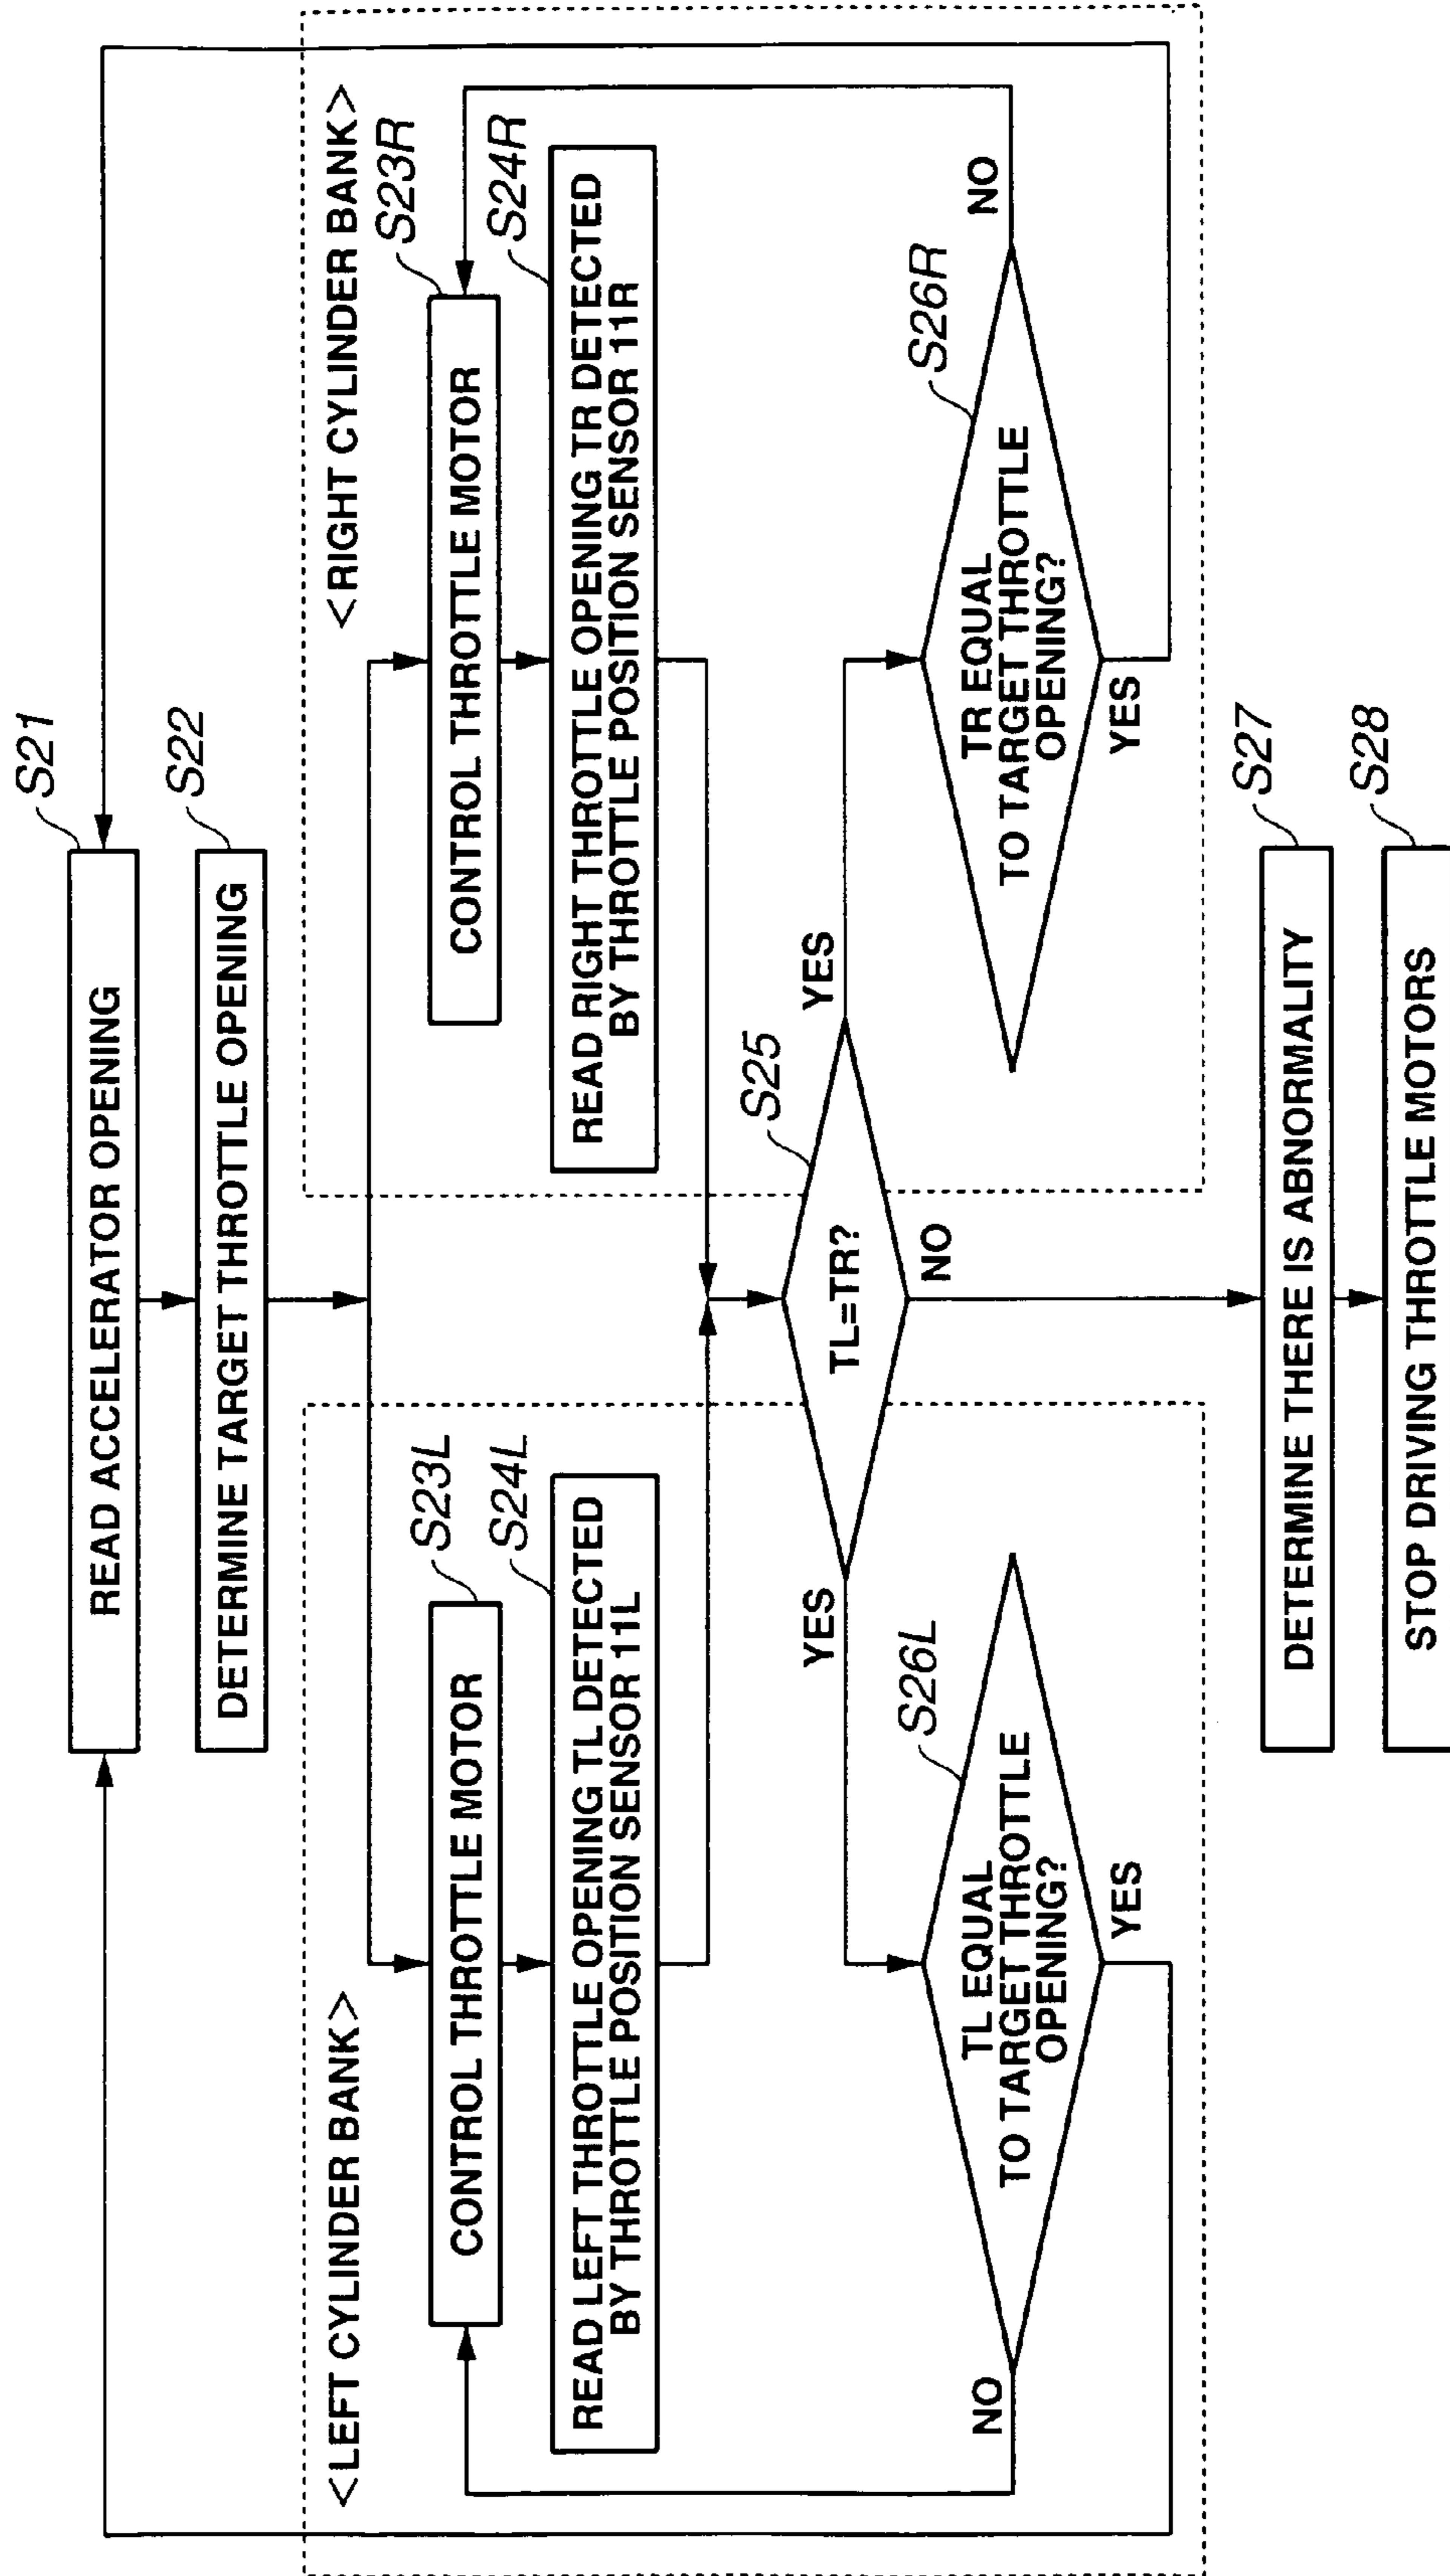 S21
READ ACCELERATOR OPENING
S22
DETERMINE TARGET THROTTLE OPENING
<LEFT CYLINDER BANK>
<RIGHT CYLINDER BANK>
S23L
CONTROL THROTTLE MOTOR
S23R
CONTROL THROTTLE MOTOR
S24L
READ LEFT THROTTLE OPENING TL DETECTED
BY THROTTLE POSITION SENSOR 11L
S24R
READ RIGHT THROTTLE OPENING TR DETECTED
BY THROTTLE POSITION SENSOR 11R
S25
YES
TL=TR?
YES
NO
S26L
TL EQUAL
TO TARGET THROTTLE
OPENING?
NO
YES
S26R
TR EQUAL
TO TARGET THROTTLE
OPENING?
NO
YES
S27
DETERMINE THERE IS ABNORMALITY
S28
STOP DRIVING THROTTLE MOTORS